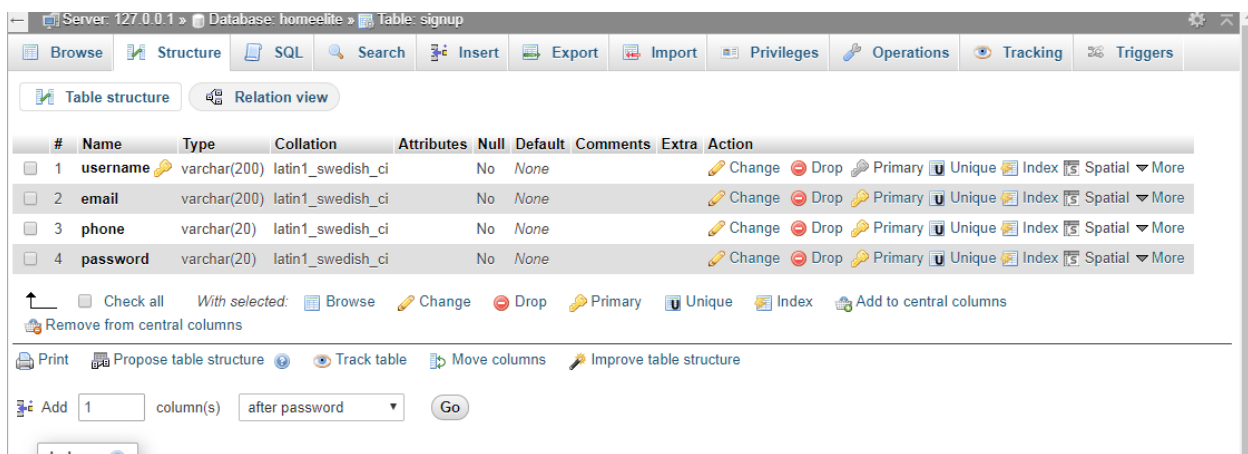 Server: 127.0.0.1 » Database: homeelite » Table: signup
Browse Structure SQL Search Insert Export Import Privileges Operations Tracking Triggers
Table structure Relation view
# Name Type Collation Attributes Null Default Comments Extra Action
1 username varchar(200) latin1_swedish_ci No None Change Drop Primary Unique Index Spatial More
2 email varchar(200) latin1_swedish_ci No None Change Drop Primary Unique Index Spatial More
3 phone varchar(20) latin1_swedish_ci No None Change Drop Primary Unique Index Spatial More
4 password varchar(20) latin1_swedish_ci No None Change Drop Primary Unique Index Spatial More
Check all With selected: Browse Change Drop Primary Unique Index Add to central columns
Remove from central columns
Print Propose table structure Track table Move columns Improve table structure
Add 1 column(s) after password Go